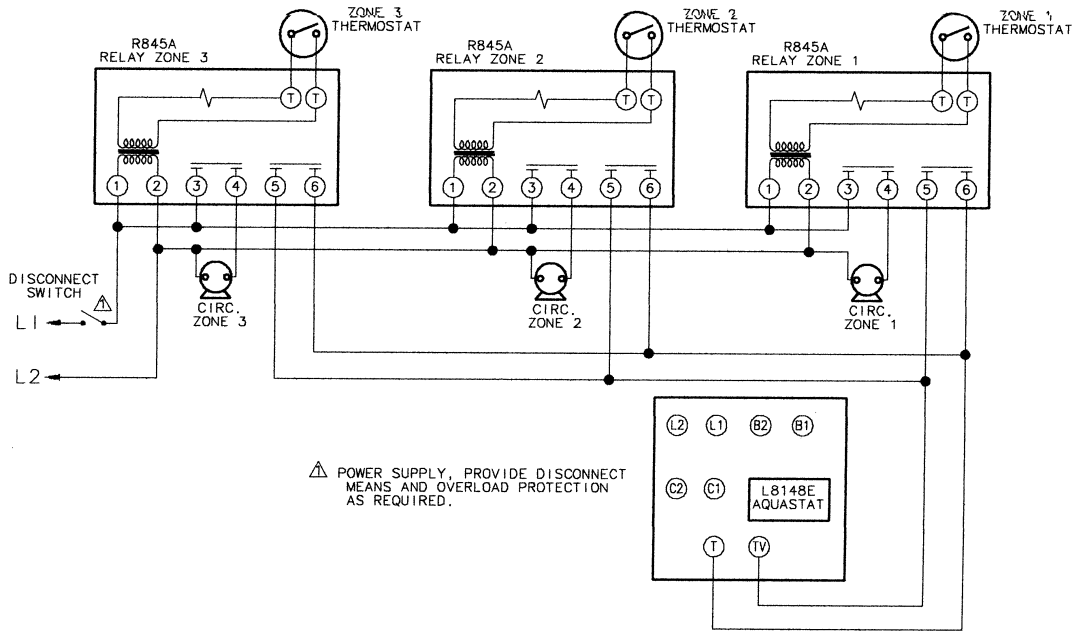 ZONE 3
THERMOSTAT
R845A
RELAY ZONE 3
T T
1 2 3 4 5 6
ZONE 2
THERMOSTAT
R845A
RELAY ZONE 2
T T
1 2 3 4 5 6
ZONE 1
THERMOSTAT
R845A
RELAY ZONE 1
T T
1 2 3 4 5 6
DISCONNECT
SWITCH
1
L1
L2
CIRC.
ZONE 3
CIRC.
ZONE 2
CIRC.
ZONE 1
1 POWER SUPPLY, PROVIDE DISCONNECT
MEANS AND OVERLOAD PROTECTION
AS REQUIRED.
L2 L1 B2 B1
C2 C1
L8148E
AQUASTAT
T TV